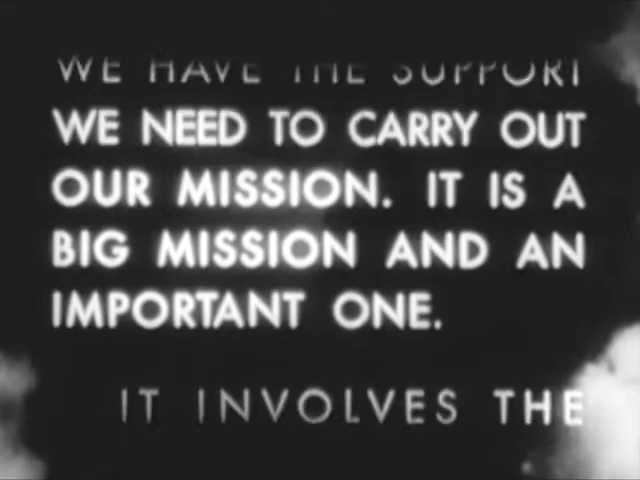 WE HAVE THE SUPPORT
WE NEED TO CARRY OUT
OUR MISSION. IT IS A
BIG MISSION AND AN
IMPORTANT ONE.
IT INVOLVES THE